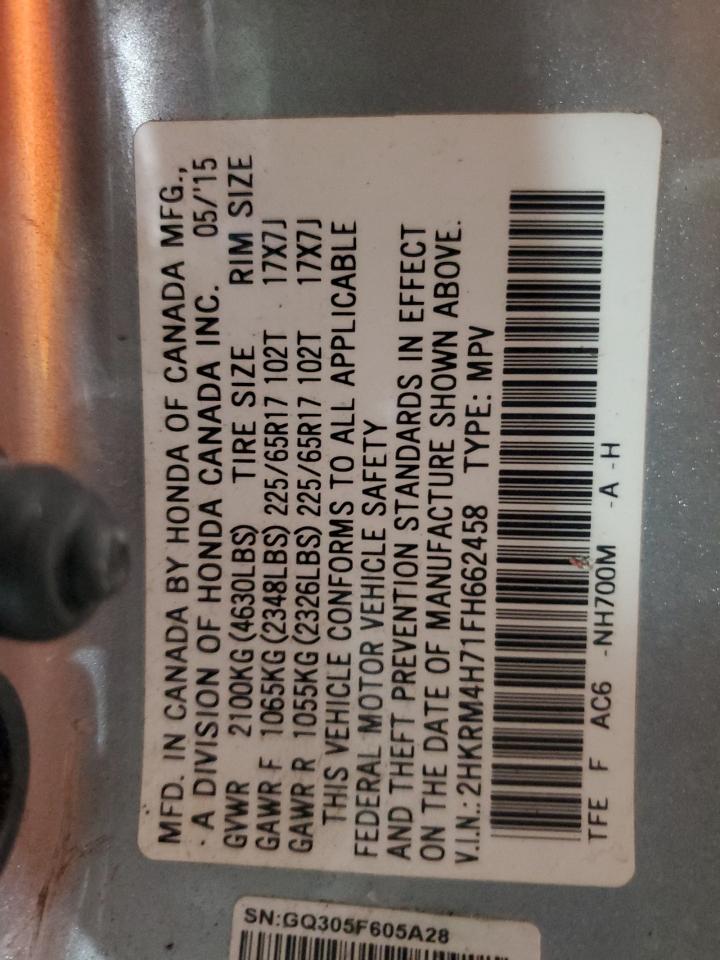 MFD. IN CANADA BY HONDA OF CANADA MFG.,
· A DIVISION OF HONDA CANADA INC. 05/'15
GVWR 2100KG (4630LBS) TIRE SIZE RIM SIZE
GAWR F 1065KG (2348LBS) 225/65R17 102T 17X7J
GAWR R 1055KG (2326LBS) 225/65R17 102T 17X7J
THIS VEHICLE CONFORMS TO ALL APPLICABLE
FEDERAL MOTOR VEHICLE SAFETY
AND THEFT PREVENTION STANDARDS IN EFFECT
ON THE DATE OF MANUFACTURE SHOWN ABOVE.
V.I.N.:2HKRM4H71FH662458 TYPE: MPV
TFE F AC6 -NH700M -A -H
SN:GQ305F605A28